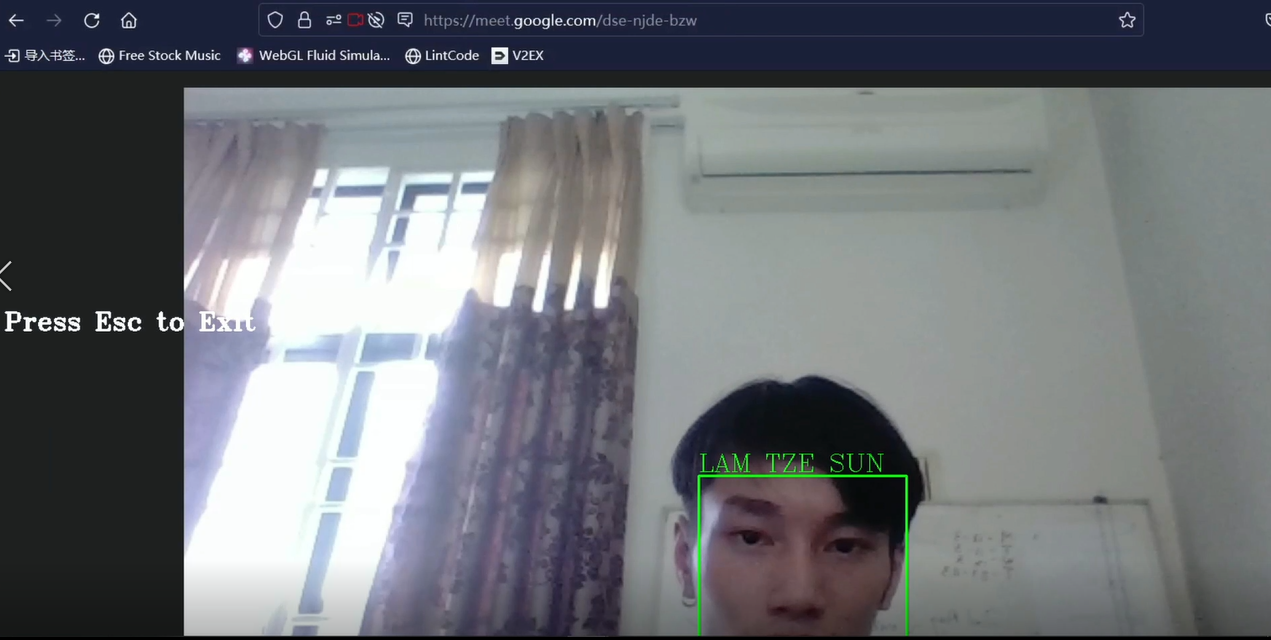 https://meet.google.com/dse-njde-bzw
导入书签... Free Stock Music WebGL Fluid Simula... LintCode V2EX
Press Esc to Exit
LAM TZE SUN